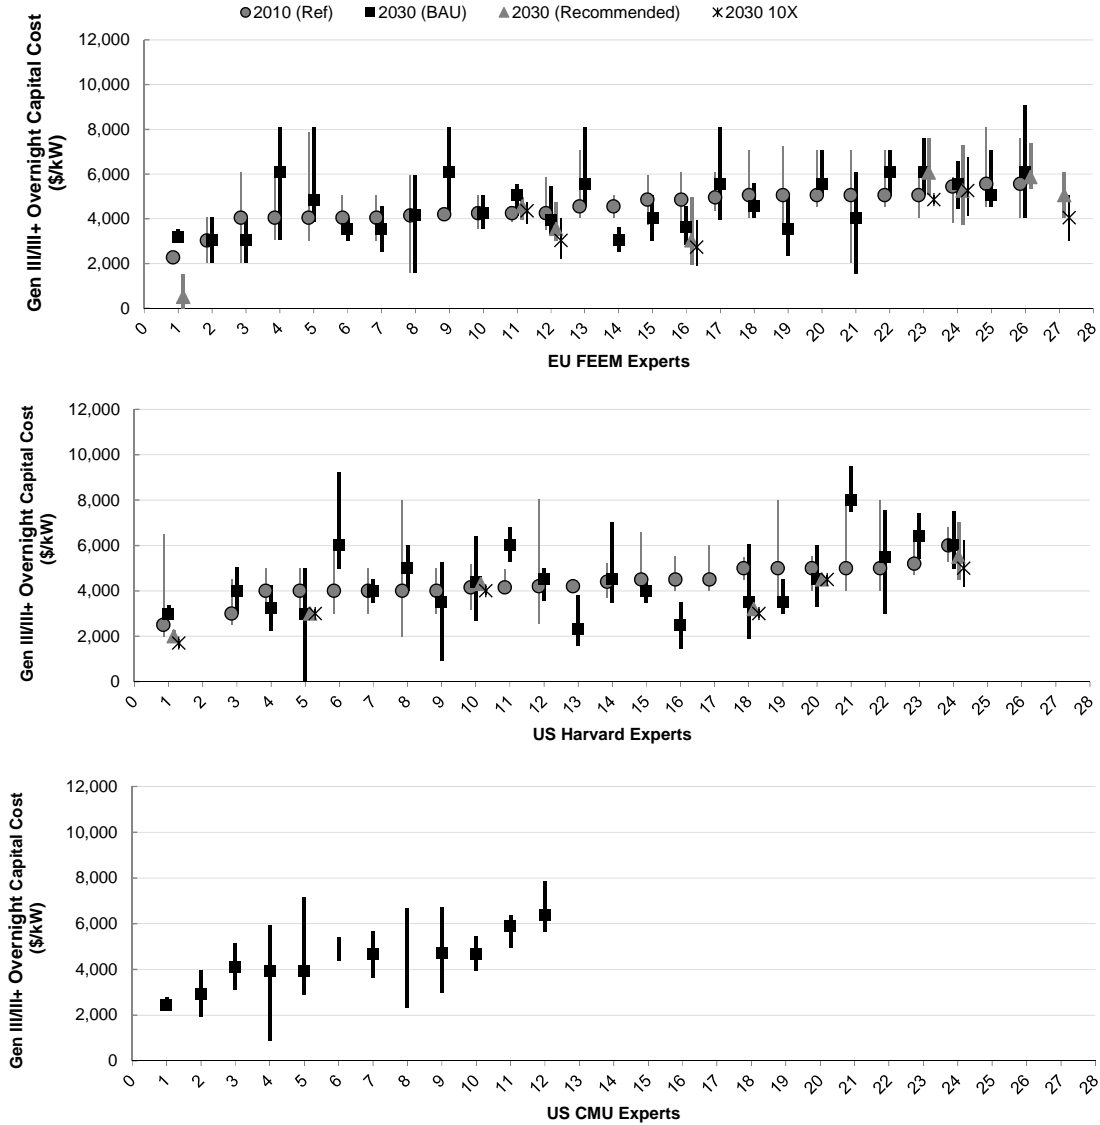 2010 (Ref) 2030 (BAU) 2030 (Recommended) 2030 10X
Gen III/III+ Overnight Capital Cost
($/kW)
12,000
10,000
8,000
6,000
4,000
2,000
0
0 1 2 3 4 5 6 7 8 9 10 11 12 13 14 15 16 17 18 19 20 21 22 23 24 25 26 27 28
EU FEEM Experts
Gen III/III+ Overnight Capital Cost
($/kW)
12,000
10,000
8,000
6,000
4,000
2,000
0
0 1 2 3 4 5 6 7 8 9 10 11 12 13 14 15 16 17 18 19 20 21 22 23 24 25 26 27 28
US Harvard Experts
Gen III/III+ Overnight Capital Cost
($/kW)
12,000
10,000
8,000
6,000
4,000
2,000
0
0 1 2 3 4 5 6 7 8 9 10 11 12 13 14 15 16 17 18 19 20 21 22 23 24 25 26 27 28
US CMU Experts